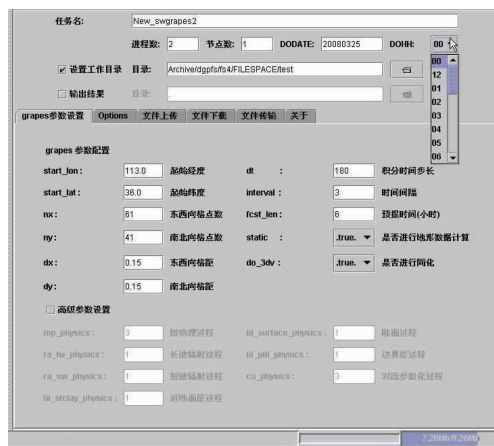 任务名: New_swgrapes2
进程数: 2 节点数: 1 DODATE: 20080325 DOHH: 00
设置工作目录 目录: Archive/dgpfs/fs4/FILESPACE/test
00
12
01
02
03
04
05
06
输出结果 目录:
grapes参数设置 Options 文件上传 文件下载 文件传输 关于
grapes 参数配置
start_lon: 113.0 起始经度 dt : 180 积分时间步长
start_lat: 36.0 起始纬度 interval : 3 时间间隔
nx: 61 东西向格点数 fcst_len: 6 预报时间(小时)
ny: 41 南北向格点数 static : .true. 是否进行地形数据计算
dx: 0.15 东西向格距 do_3dv: .true. 是否进行同化
dy: 0.15 南北向格距
高级参数设置
mp_physics: 3 微物理过程 bl_surface_physics: 1 陆面过程
ra_lw_physics: 1 长波辐射过程 bl_pbl_physics: 1 边界层过程
ra_sw_physics: 1 短波辐射过程 cu_physics: 3 对流参数化过程
bl_sfclay_physics: 1 近地面层过程
7.26Mb/9.26Mb